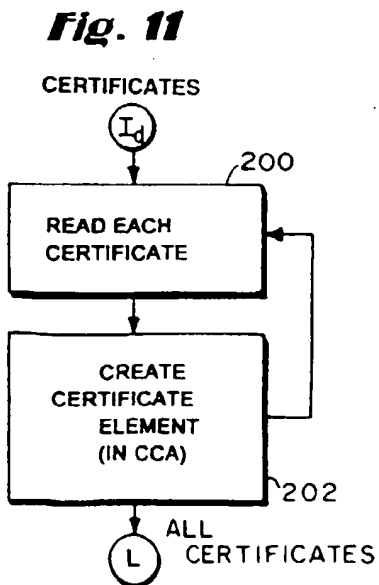 Fig. 11
CERTIFICATES
Id
200
READ EACH
CERTIFICATE
CREATE
CERTIFICATE
ELEMENT
(IN CCA)
202
L
ALL
CERTIFICATES